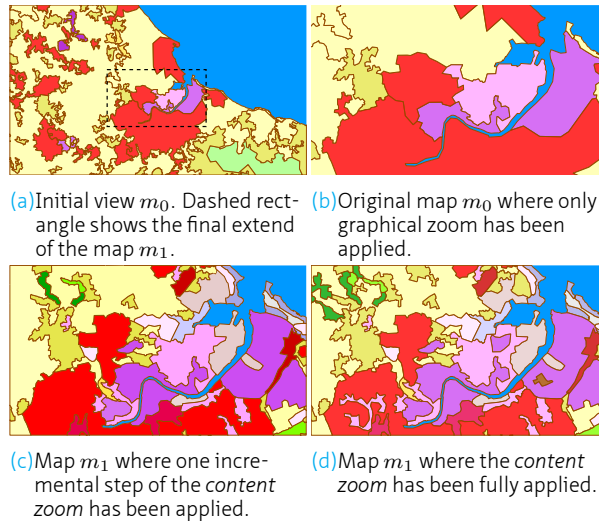 (a) Initial view m₀. Dashed rect-
angle shows the final extend
of the map m₁.
(b) Original map m₀ where only
graphical zoom has been
applied.
(c) Map m₁ where one incre-
mental step of the content
zoom has been applied.
(d) Map m₁ where the content
zoom has been fully applied.